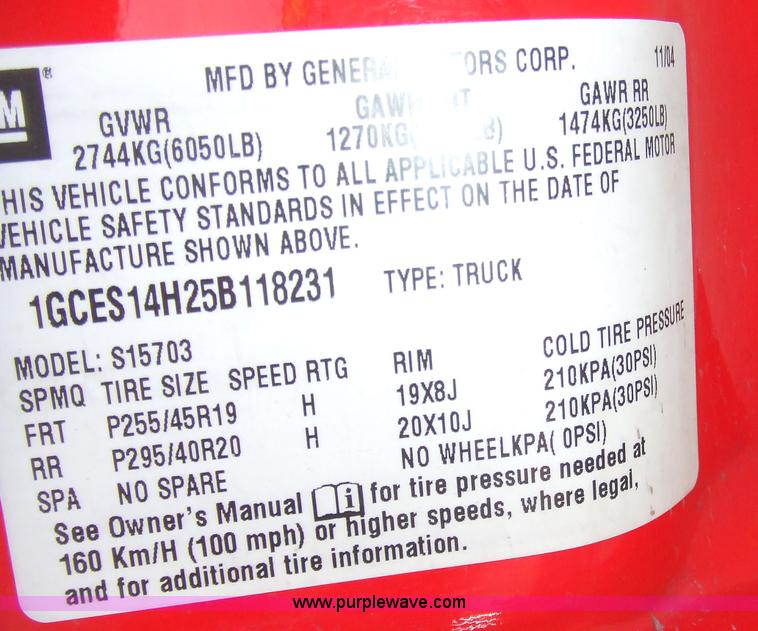 M ®
MFD BY GENERA ORS CORP. 11/04
GVWR GAW GAWR RR
2744KG(6050LB) 1270KG( B) 1474KG(3250LB)
HIS VEHICLE CONFORMS TO ALL APPLICABLE U.S. FEDERAL MOTOR
VEHICLE SAFETY STANDARDS IN EFFECT ON THE DATE OF
MANUFACTURE SHOWN ABOVE.
1GCES14H25B118231 TYPE: TRUCK
MODEL: S15703
SPMQ TIRE SIZE SPEED RTG RIM COLD TIRE PRESSURE
FRT P255/45R19 H 19X8J 210KPA(30PSI)
RR P295/40R20 H 20X10J 210KPA(30PSI)
SPA NO SPARE NO WHEELKPA( 0PSI)
See Owner's Manual for tire pressure needed at
160 Km/H (100 mph) or higher speeds, where legal,
and for additional tire information.
www.purplewave.com